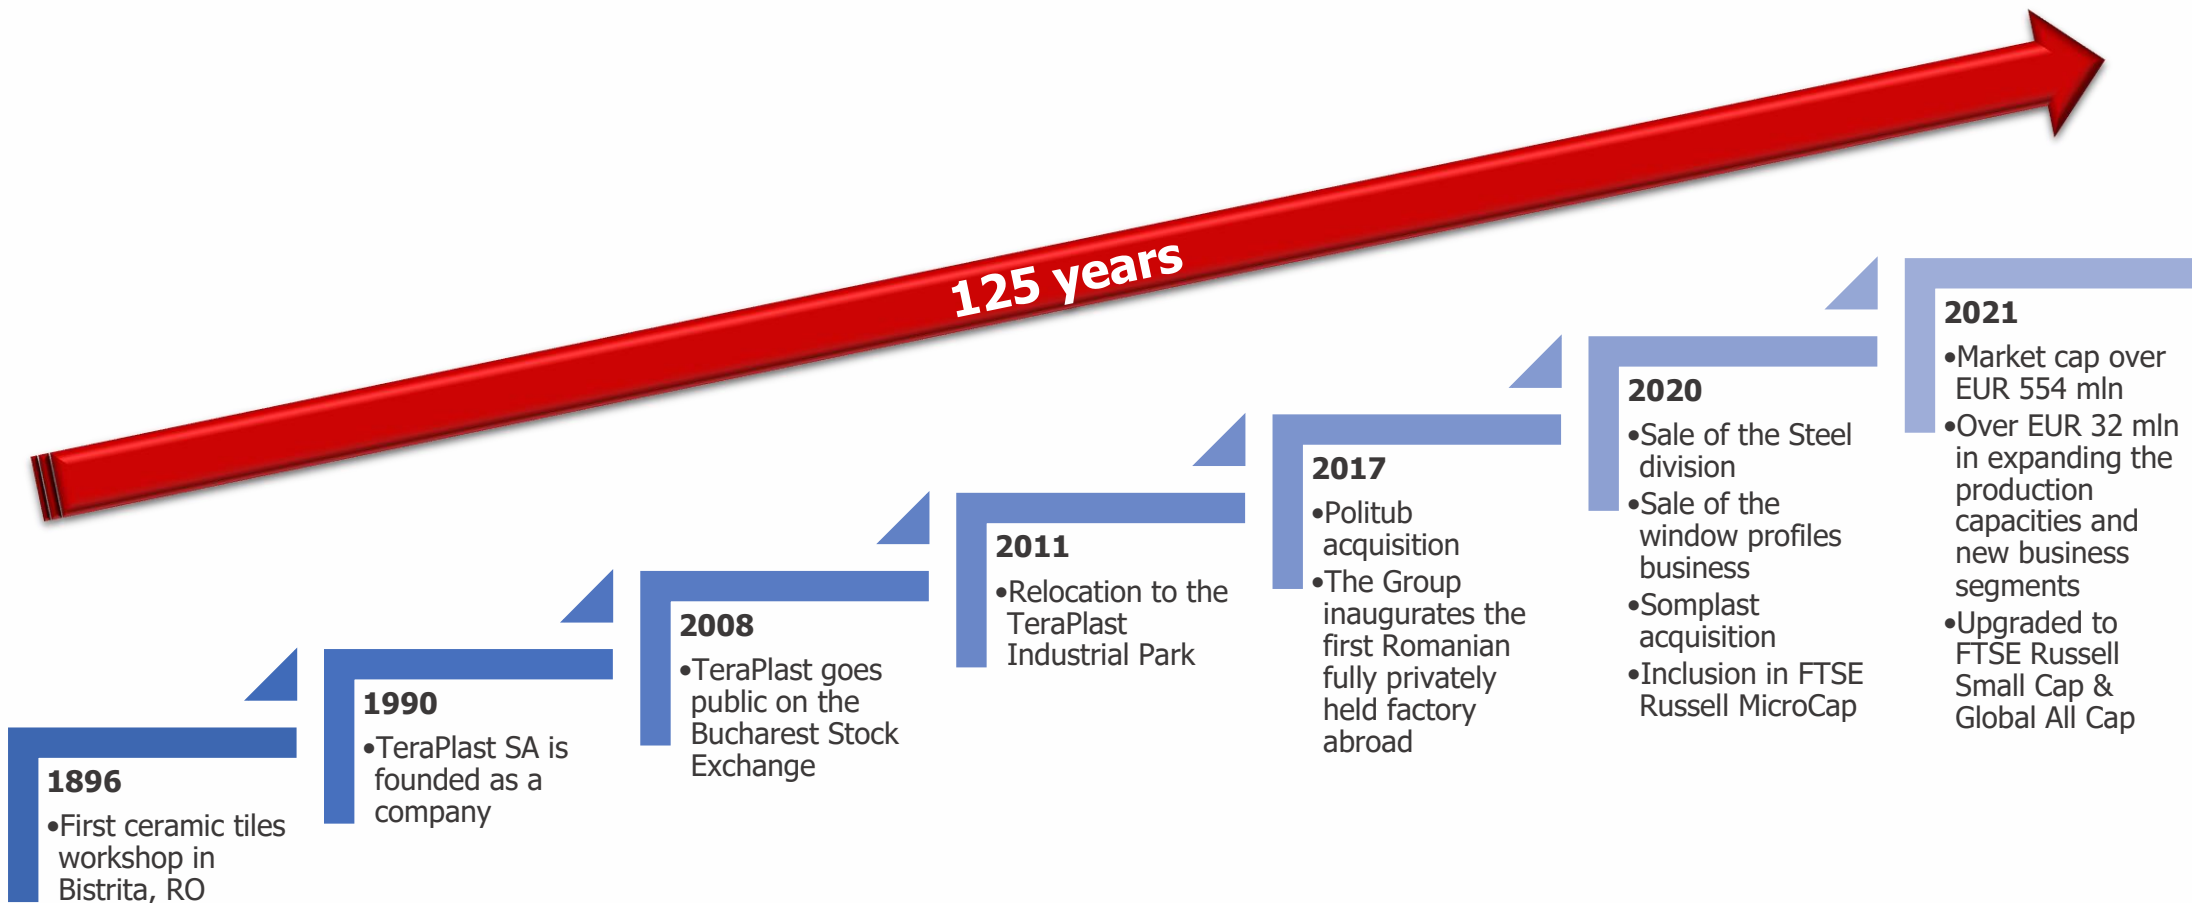 125 years
1896
•First ceramic tiles
workshop in
Bistrita, RO
1990
•TeraPlast SA is
founded as a
company
2008
•TeraPlast goes
public on the
Bucharest Stock
Exchange
2011
•Relocation to the
TeraPlast
Industrial Park
2017
•Politub
acquisition
•The Group
inaugurates the
first Romanian
fully privately
held factory
abroad
2020
•Sale of the Steel
division
•Sale of the
window profiles
business
•Somplast
acquisition
•Inclusion in FTSE
Russell MicroCap
2021
•Market cap over
EUR 554 mln
•Over EUR 32 mln
in expanding the
production
capacities and
new business
segments
•Upgraded to
FTSE Russell
Small Cap &
Global All Cap